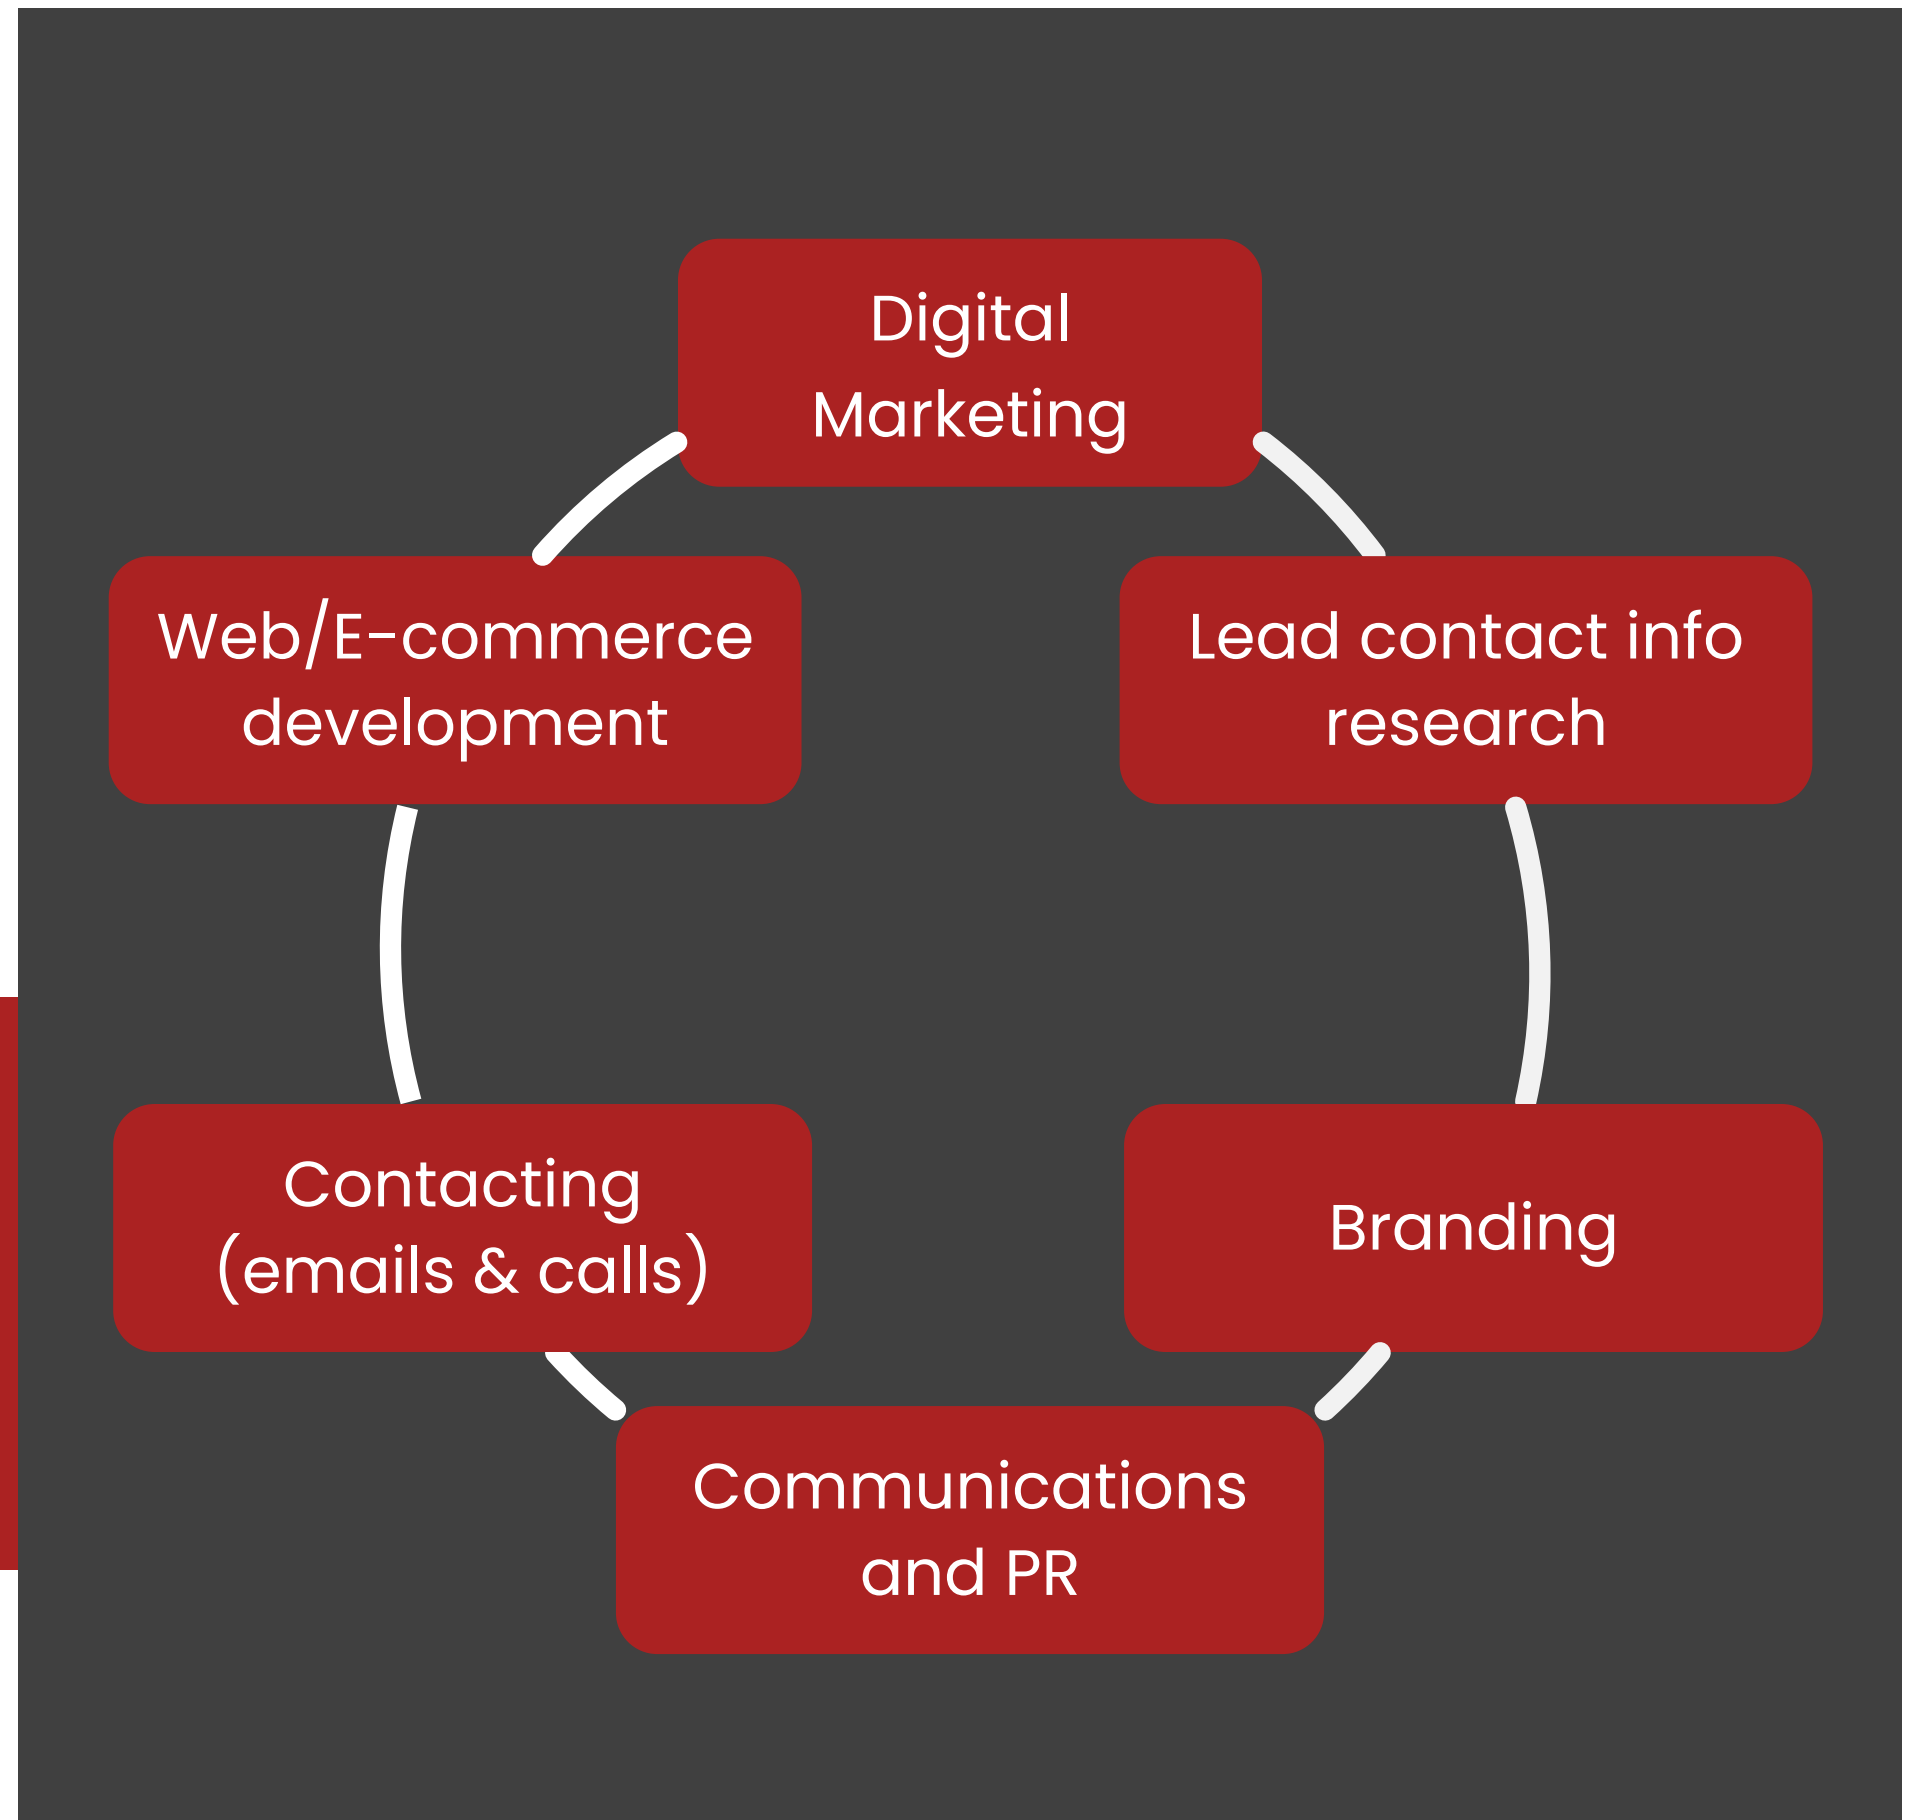 Digital
Marketing
Web/E-commerce
development
Lead contact info
research
Contacting
(emails & calls)
Branding
Communications
and PR